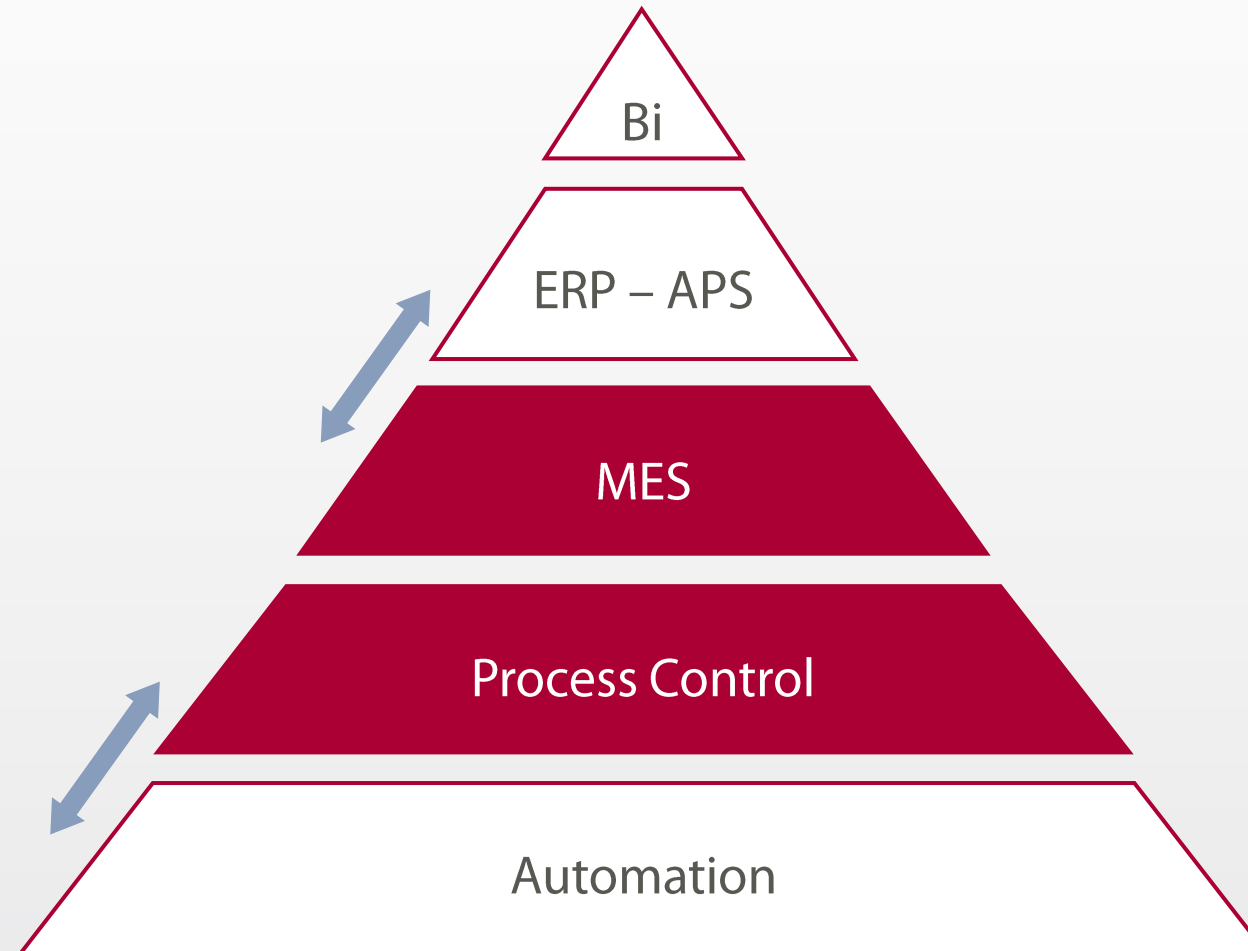 Bi
ERP – APS
MES
Process Control
Automation